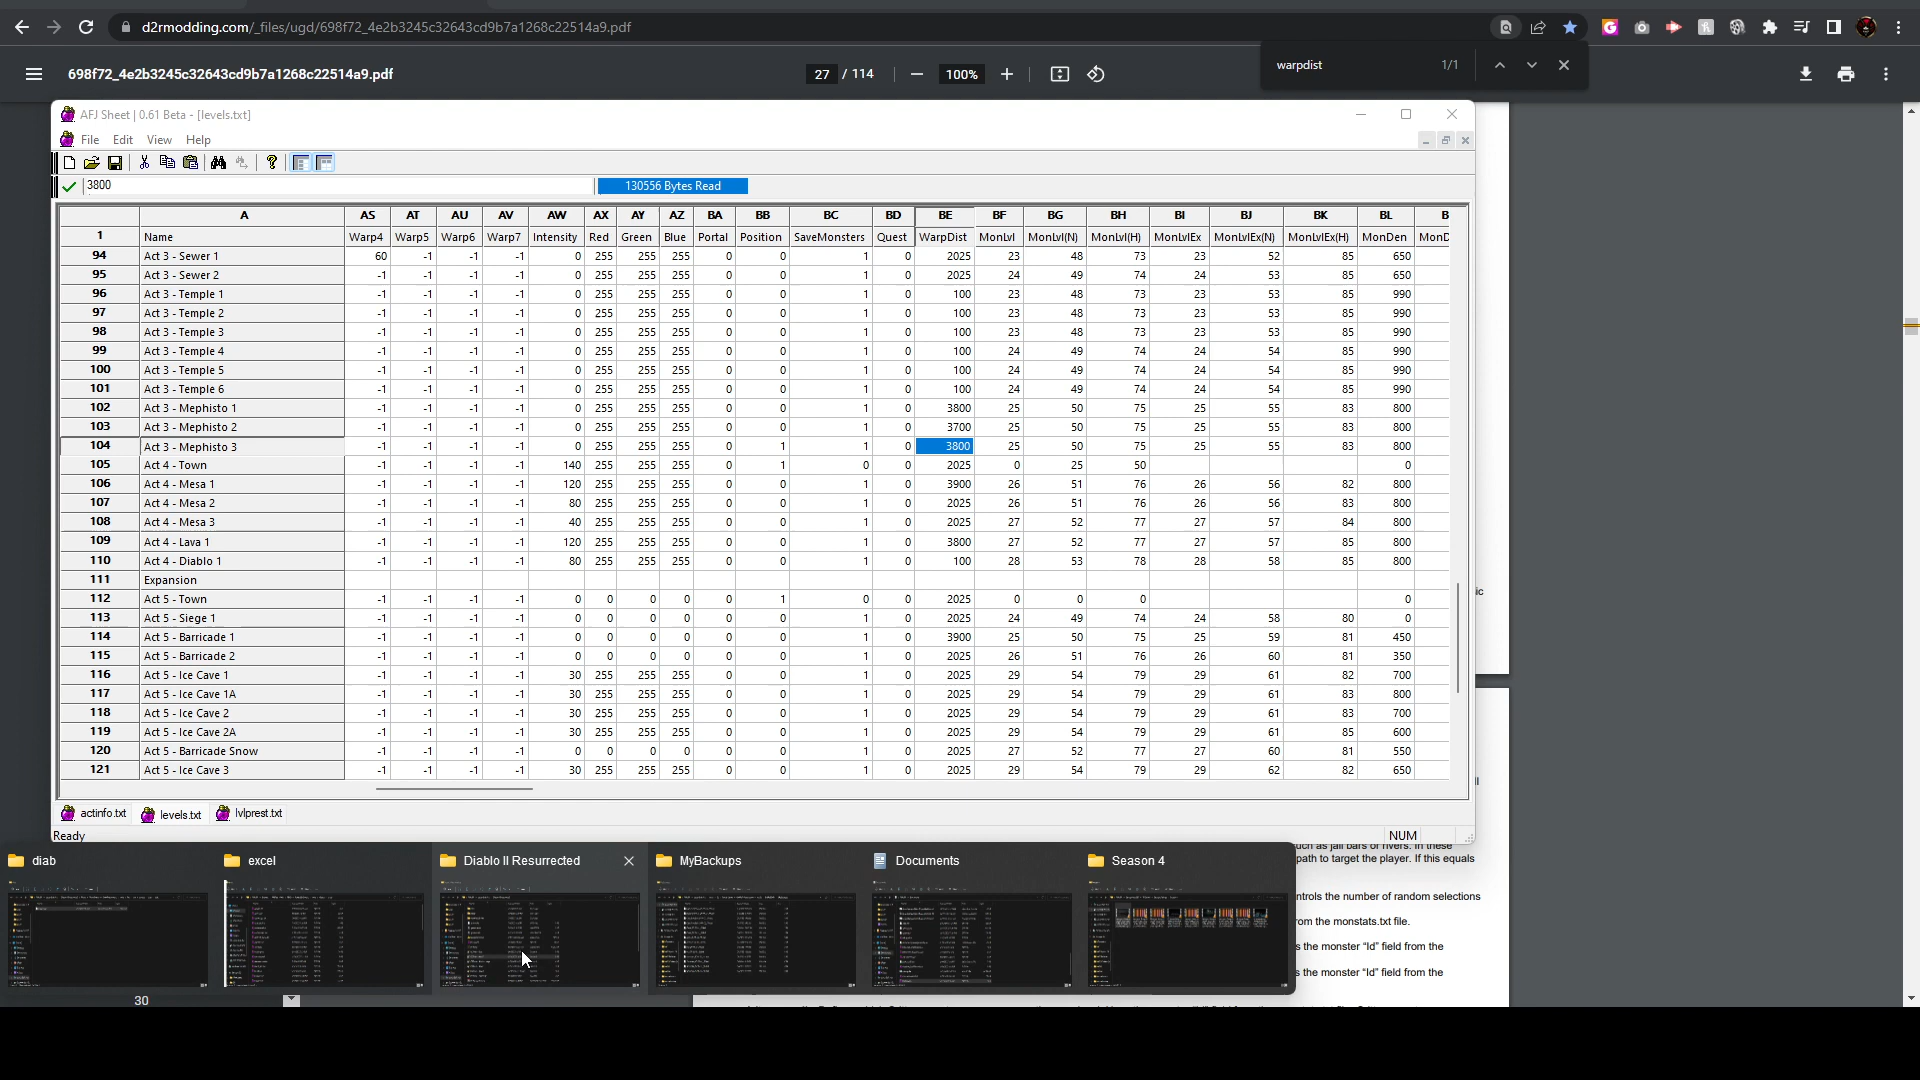 d2rmodding.com/_files/ugd/698f72_4e2b3245c32643cd9b7a1268c22514a9.pdf
698f72_4e2b3245c32643cd9b7a1268c22514a9.pdf
27 / 114
100%
warpdist 1/1
AFJ Sheet | 0.61 Beta - [levels.txt]
File Edit View Help
3800 130556 Bytes Read
A AS AT AU AV AW AX AY AZ BA BB BC BD BE BF BG BH BI BJ BK BL B
1 Name Warp4 Warp5 Warp6 Warp7 Intensity Red Green Blue Portal Position SaveMonsters Quest WarpDist MonLvl MonLvl(N) MonLvl(H) MonLvlEx MonLvlEx(N) MonLvlEx(H) MonDen MonD
94 Act 3 - Sewer 1 60 -1 -1 -1 0 255 255 255 0 0 1 0 2025 23 48 73 23 52 85 650
95 Act 3 - Sewer 2 -1 -1 -1 -1 0 255 255 255 0 0 1 0 2025 24 49 74 24 53 85 650
96 Act 3 - Temple 1 -1 -1 -1 -1 0 255 255 255 0 0 1 0 100 23 48 73 23 53 85 990
97 Act 3 - Temple 2 -1 -1 -1 -1 0 255 255 255 0 0 1 0 100 23 48 73 23 53 85 990
98 Act 3 - Temple 3 -1 -1 -1 -1 0 255 255 255 0 0 1 0 100 23 48 73 23 53 85 990
99 Act 3 - Temple 4 -1 -1 -1 -1 0 255 255 255 0 0 1 0 100 24 49 74 24 54 85 990
100 Act 3 - Temple 5 -1 -1 -1 -1 0 255 255 255 0 0 1 0 100 24 49 74 24 54 85 990
101 Act 3 - Temple 6 -1 -1 -1 -1 0 255 255 255 0 0 1 0 100 24 49 74 24 54 85 990
102 Act 3 - Mephisto 1 -1 -1 -1 -1 0 255 255 255 0 0 1 0 3800 25 50 75 25 55 83 800
103 Act 3 - Mephisto 2 -1 -1 -1 -1 0 255 255 255 0 0 1 0 3700 25 50 75 25 55 83 800
104 Act 3 - Mephisto 3 -1 -1 -1 -1 0 255 255 255 0 1 1 0 3800 25 50 75 25 55 83 800
105 Act 4 - Town -1 -1 -1 -1 140 255 255 255 0 1 0 0 2025 0 25 50 0
106 Act 4 - Mesa 1 -1 -1 -1 -1 120 255 255 255 0 0 1 0 3900 26 51 76 26 56 82 800
107 Act 4 - Mesa 2 -1 -1 -1 -1 80 255 255 255 0 0 1 0 2025 26 51 76 26 56 83 800
108 Act 4 - Mesa 3 -1 -1 -1 -1 40 255 255 255 0 0 1 0 2025 27 52 77 27 57 84 800
109 Act 4 - Lava 1 -1 -1 -1 -1 120 255 255 255 0 0 1 0 3800 27 52 77 27 57 85 800
110 Act 4 - Diablo 1 -1 -1 -1 -1 80 255 255 255 0 0 1 0 100 28 53 78 28 58 85 800
111 Expansion
112 Act 5 - Town -1 -1 -1 -1 0 0 0 0 0 1 0 0 2025 0 0 0 0
113 Act 5 - Siege 1 -1 -1 -1 -1 0 0 0 0 0 0 1 0 2025 24 49 74 24 58 80 0
114 Act 5 - Barricade 1 -1 -1 -1 -1 0 0 0 0 0 0 1 0 3900 25 50 75 25 59 81 450
115 Act 5 - Barricade 2 -1 -1 -1 -1 0 0 0 0 0 0 1 0 2025 26 51 76 26 60 81 350
116 Act 5 - Ice Cave 1 -1 -1 -1 -1 30 255 255 255 0 0 1 0 2025 29 54 79 29 61 82 700
117 Act 5 - Ice Cave 1A -1 -1 -1 -1 30 255 255 255 0 0 1 0 2025 29 54 79 29 61 83 800
118 Act 5 - Ice Cave 2 -1 -1 -1 -1 30 255 255 255 0 0 1 0 2025 29 54 79 29 61 83 700
119 Act 5 - Ice Cave 2A -1 -1 -1 -1 30 255 255 255 0 0 1 0 2025 29 54 79 29 61 85 600
120 Act 5 - Barricade Snow -1 -1 -1 -1 0 0 0 0 0 0 1 0 2025 27 52 77 27 60 81 550
121 Act 5 - Ice Cave 3 -1 -1 -1 -1 30 255 255 255 0 0 1 0 2025 29 54 79 29 62 82 650
actinfo.txt levels.txt lvlprest.txt
Ready NUM
ic
such as jail bars or rivers. In these
path to target the player. If this equals
ntrols the number of random selections
rom the monstats.txt file.
s the monster "Id" field from the
s the monster "Id" field from the
diab excel Diablo II Resurrected MyBackups Documents Season 4
30